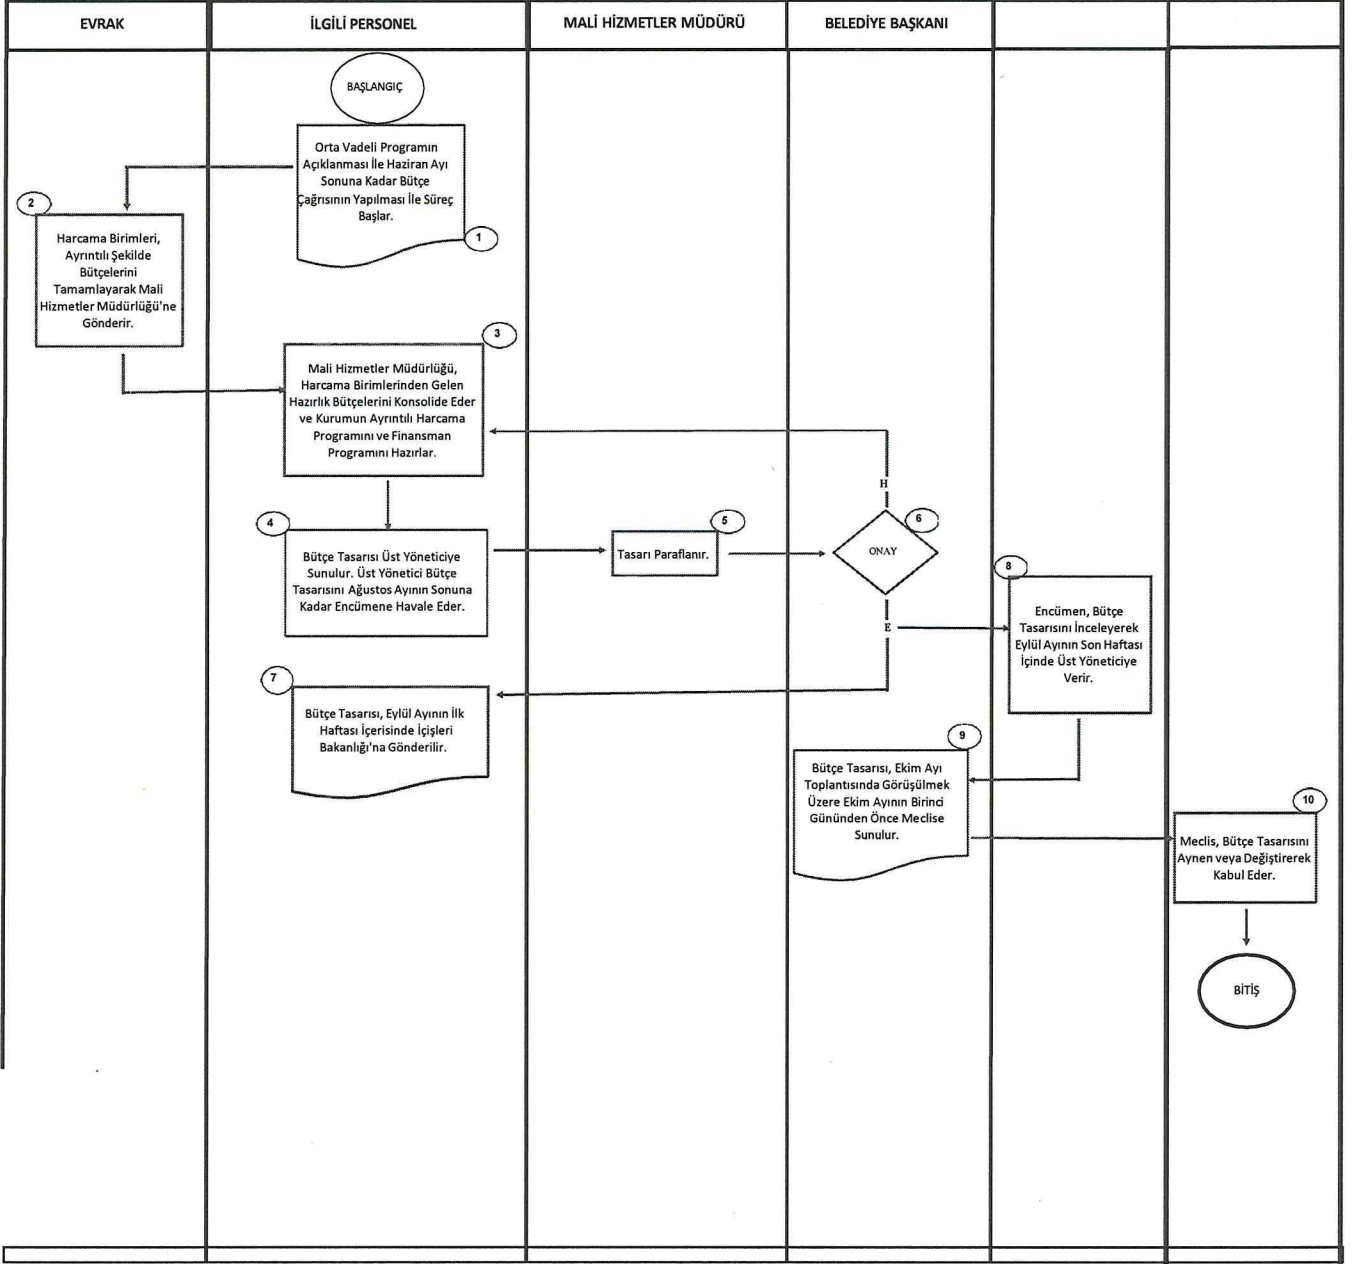 EVRAK
İLGİLİ PERSONEL
MALİ HİZMETLER MÜDÜRÜ
BELEDİYE BAŞKANI
BAŞLANGIÇ
Orta Vadeli Programın
Açıklanması İle Haziran Ayı
Sonuna Kadar Bütçe
Çağrısının Yapılması İle Süreç
Başlar.
1
2
Harcama Birimleri,
Ayrıntılı Şekilde
Bütçelerini
Tamamlayarak Mali
Hizmetler Müdürlüğü'ne
Gönderir.
3
Mali Hizmetler Müdürlüğü,
Harcama Birimlerinden Gelen
Hazırlık Bütçelerini Konsolide Eder
ve Kurumun Ayrıntılı Harcama
Programını ve Finansman
Programını Hazırlar.
4
Bütçe Tasarısı Üst Yöneticiye
Sunulur. Üst Yönetici Bütçe
Tasarısını Ağustos Ayının Sonuna
Kadar Encümene Havale Eder.
5
Tasarı Paraflanır.
H
6
ONAY
E
7
Bütçe Tasarısı, Eylül Ayının İlk
Haftası İçerisinde İçişleri
Bakanlığı'na Gönderilir.
8
Encümen, Bütçe
Tasarısını İnceleyerek
Eylül Ayının Son Haftası
İçinde Üst Yöneticiye
Verir.
9
Bütçe Tasarısı, Ekim Ayı
Toplantısında Görüşülmek
Üzere Ekim Ayının Birinci
Gününden Önce Meclise
Sunulur.
10
Meclis, Bütçe Tasarısını
Aynen veya Değiştirerek
Kabul Eder.
BİTİŞ